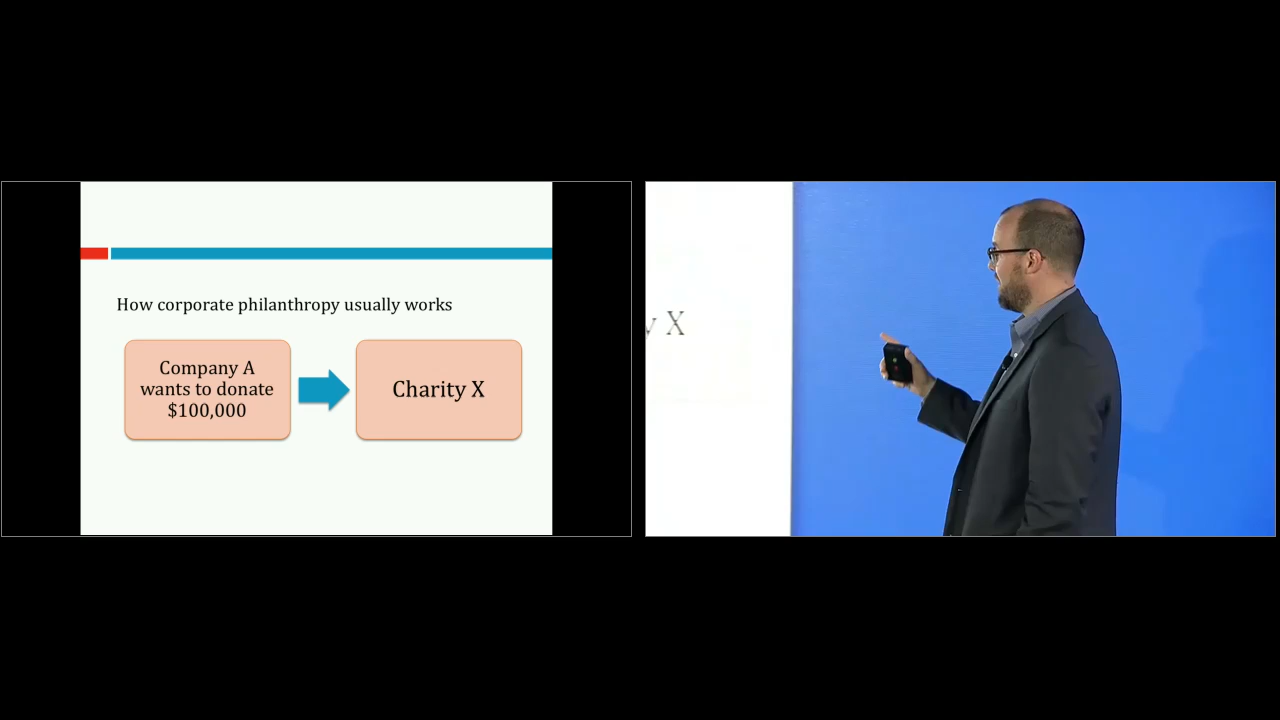 How corporate philanthropy usually works
Company A
wants to donate
$100,000
Charity X
y X